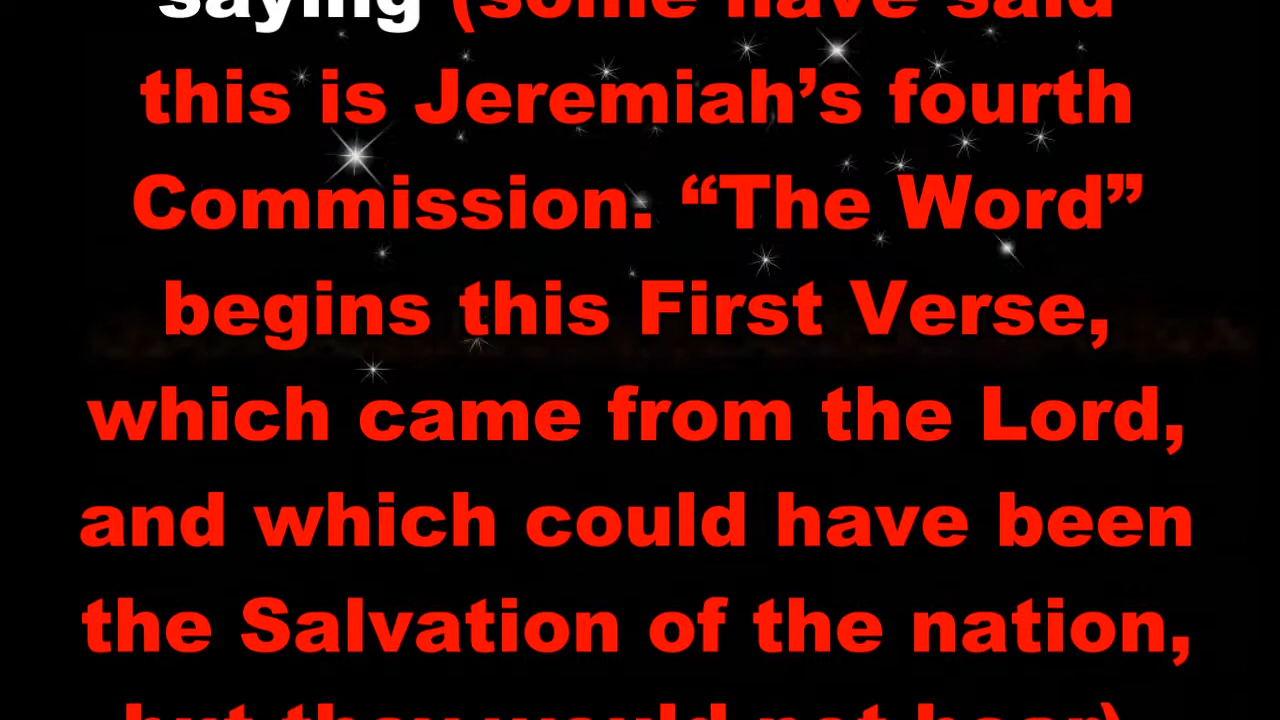 saying (some have said
this is Jeremiah’s fourth
Commission. “The Word”
begins this First Verse,
which came from the Lord,
and which could have been
the Salvation of the nation,
but they would not hear),